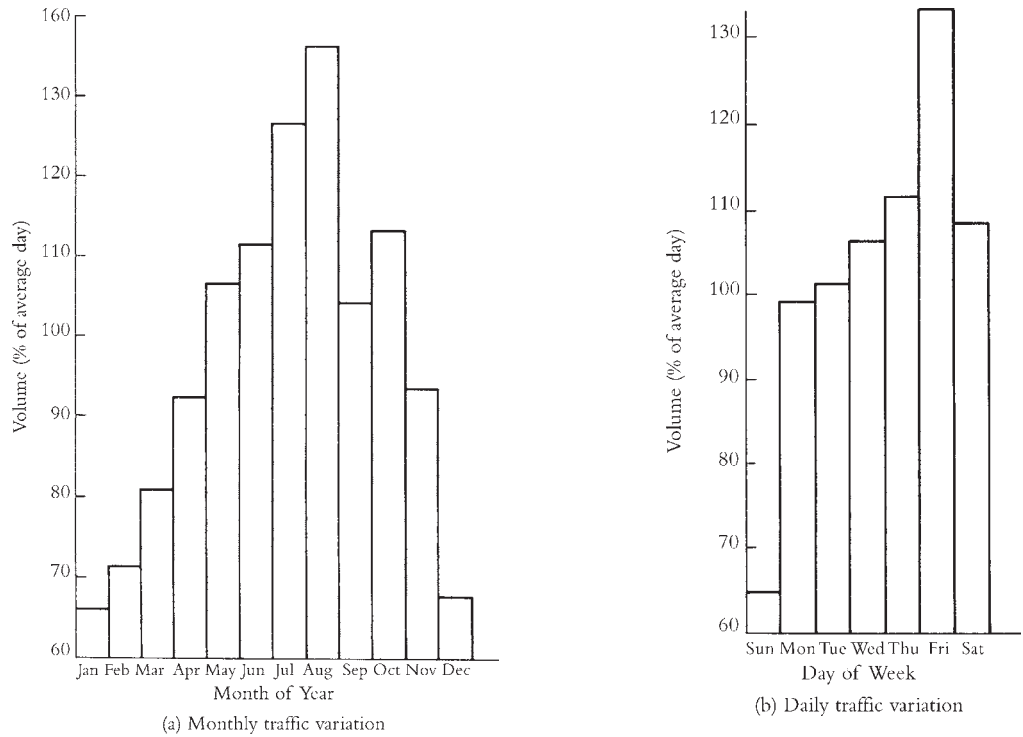 160
130
120
110
100
90
80
70
60
Volume (% of average day)
Jan Feb Mar Apr May Jun Jul Aug Sep Oct Nov Dec
Month of Year
(a) Monthly traffic variation
130
120
110
100
90
80
70
60
Volume (% of average day)
Sun Mon Tue Wed Thu Fri Sat
Day of Week
(b) Daily traffic variation